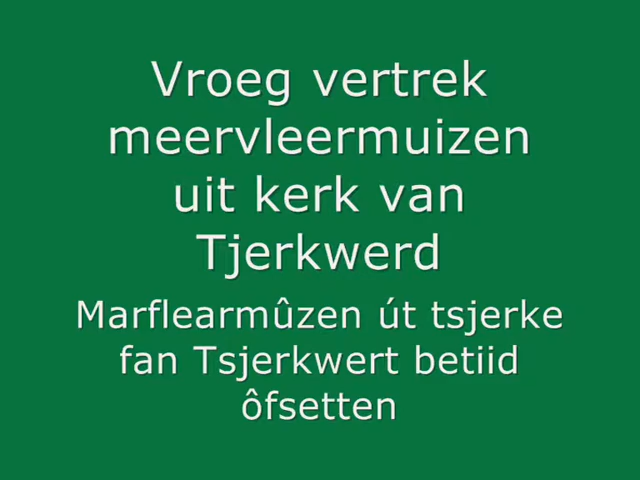 Vroeg vertrek
meervleermuizen
uit kerk van
Tjerkwerd
Marflearmûzen út tsjerke
fan Tsjerkwert betiid
ôfsetten